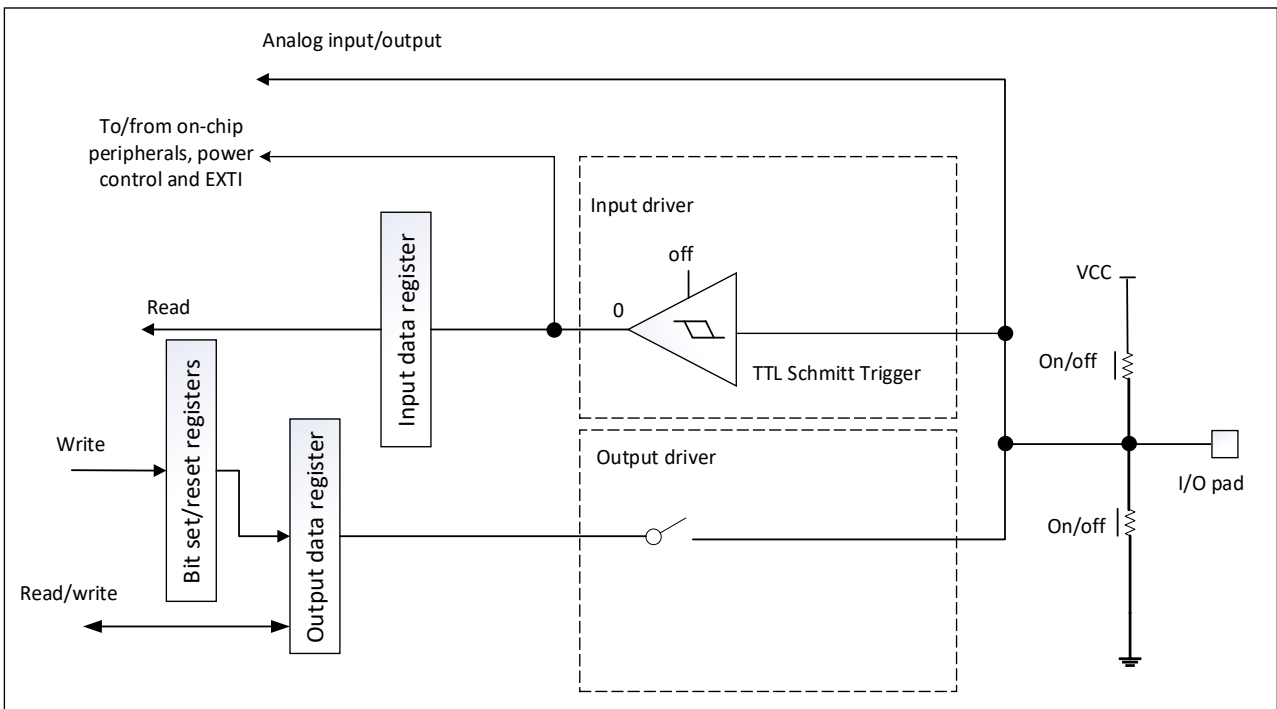 Analog input/output
To/from on-chip
peripherals, power
control and EXTI
Input driver
off
0
VCC
Read
Input data register
TTL Schmitt Trigger
On/off
Bit set/reset registers
Write
Output data register
Output driver
I/O pad
On/off
Read/write